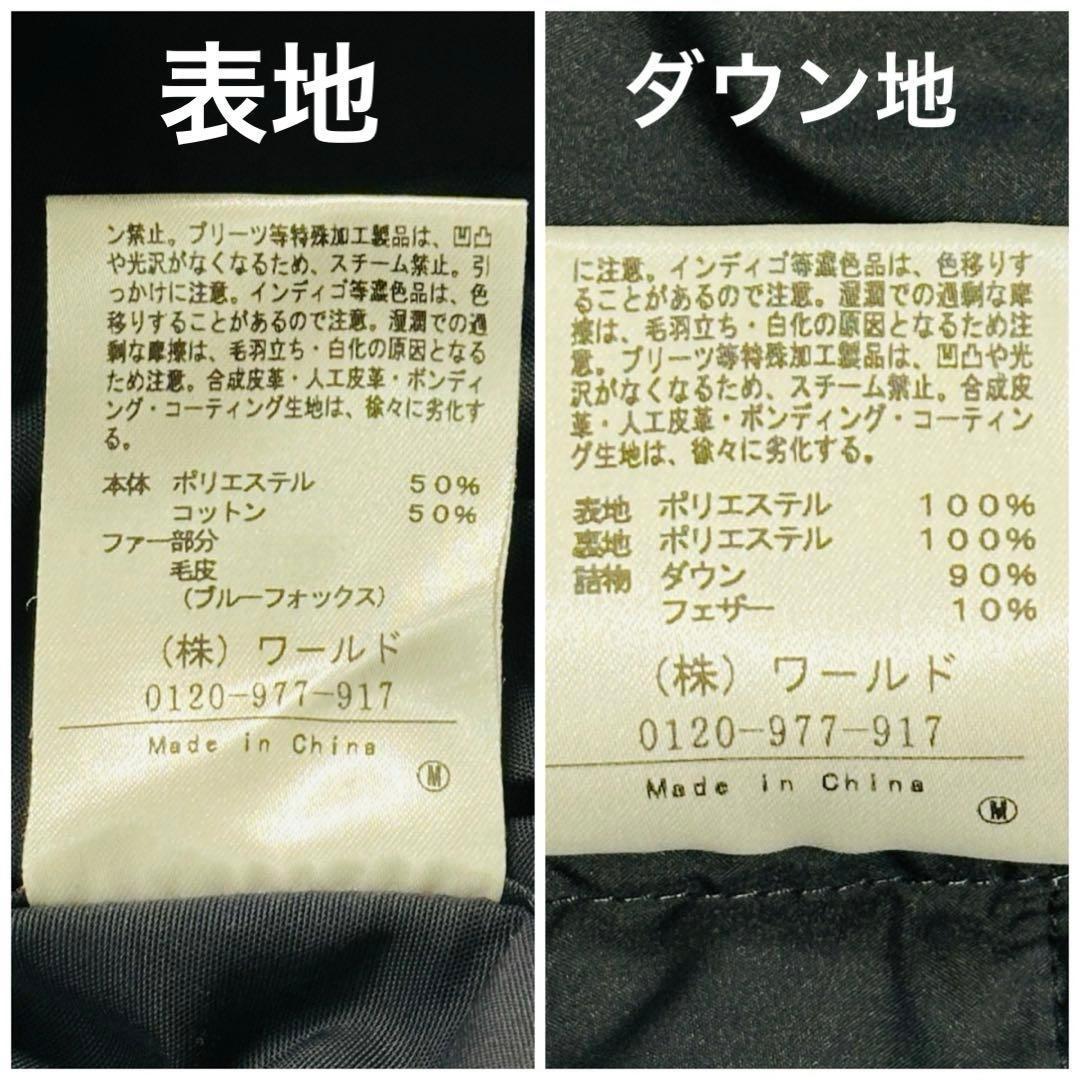 表地
ン禁止。プリーツ等特殊加工製品は、凹凸
や光沢がなくなるため、スチーム禁止。引
っかけに注意。インディゴ等濃色品は、色
移りすることがあるので注意。湿潤での過
剰な摩擦は、毛羽立ち・白化の原因となる
ため注意。合成皮革・人工皮革・ボンディ
ング・コーティング生地は、徐々に劣化す
る。
本体 ポリエステル 50%
コットン 50%
ファー部分
毛皮
(ブルーフォックス)
(株) ワールド
0120-977-917
Made in China
M
ダウン地
に注意。インディゴ等濃色品は、色移りす
ることがあるので注意。湿潤での過剰な摩
擦は、毛羽立ち・白化の原因となるため注
意。プリーツ等特殊加工製品は、凹凸や光
沢がなくなるため、スチーム禁止。合成皮
革・人工皮革・ボンディング・コーティン
グ生地は、徐々に劣化する。
表地 ポリエステル 100%
裏地 ポリエステル 100%
詰物 ダウン 90%
フェザー 10%
(株) ワールド
0120-977-917
Made in China
M